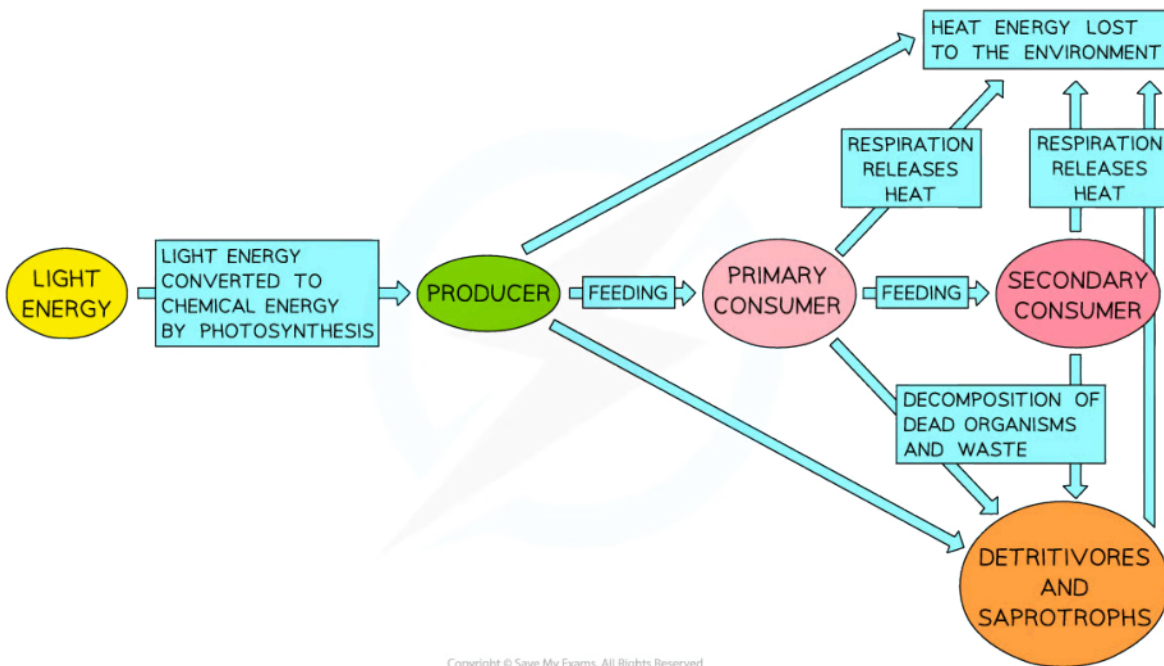 HEAT ENERGY LOST
TO THE ENVIRONMENT
RESPIRATION
RELEASES
HEAT
RESPIRATION
RELEASES
HEAT
LIGHT
ENERGY
LIGHT ENERGY
CONVERTED TO
CHEMICAL ENERGY
BY PHOTOSYNTHESIS
PRODUCER
FEEDING
PRIMARY
CONSUMER
FEEDING
SECONDARY
CONSUMER
DECOMPOSITION OF
DEAD ORGANISMS
AND WASTE
DETRITIVORES
AND
SAPROTROPHS
Copyright © Save My Exams. All Rights Reserved